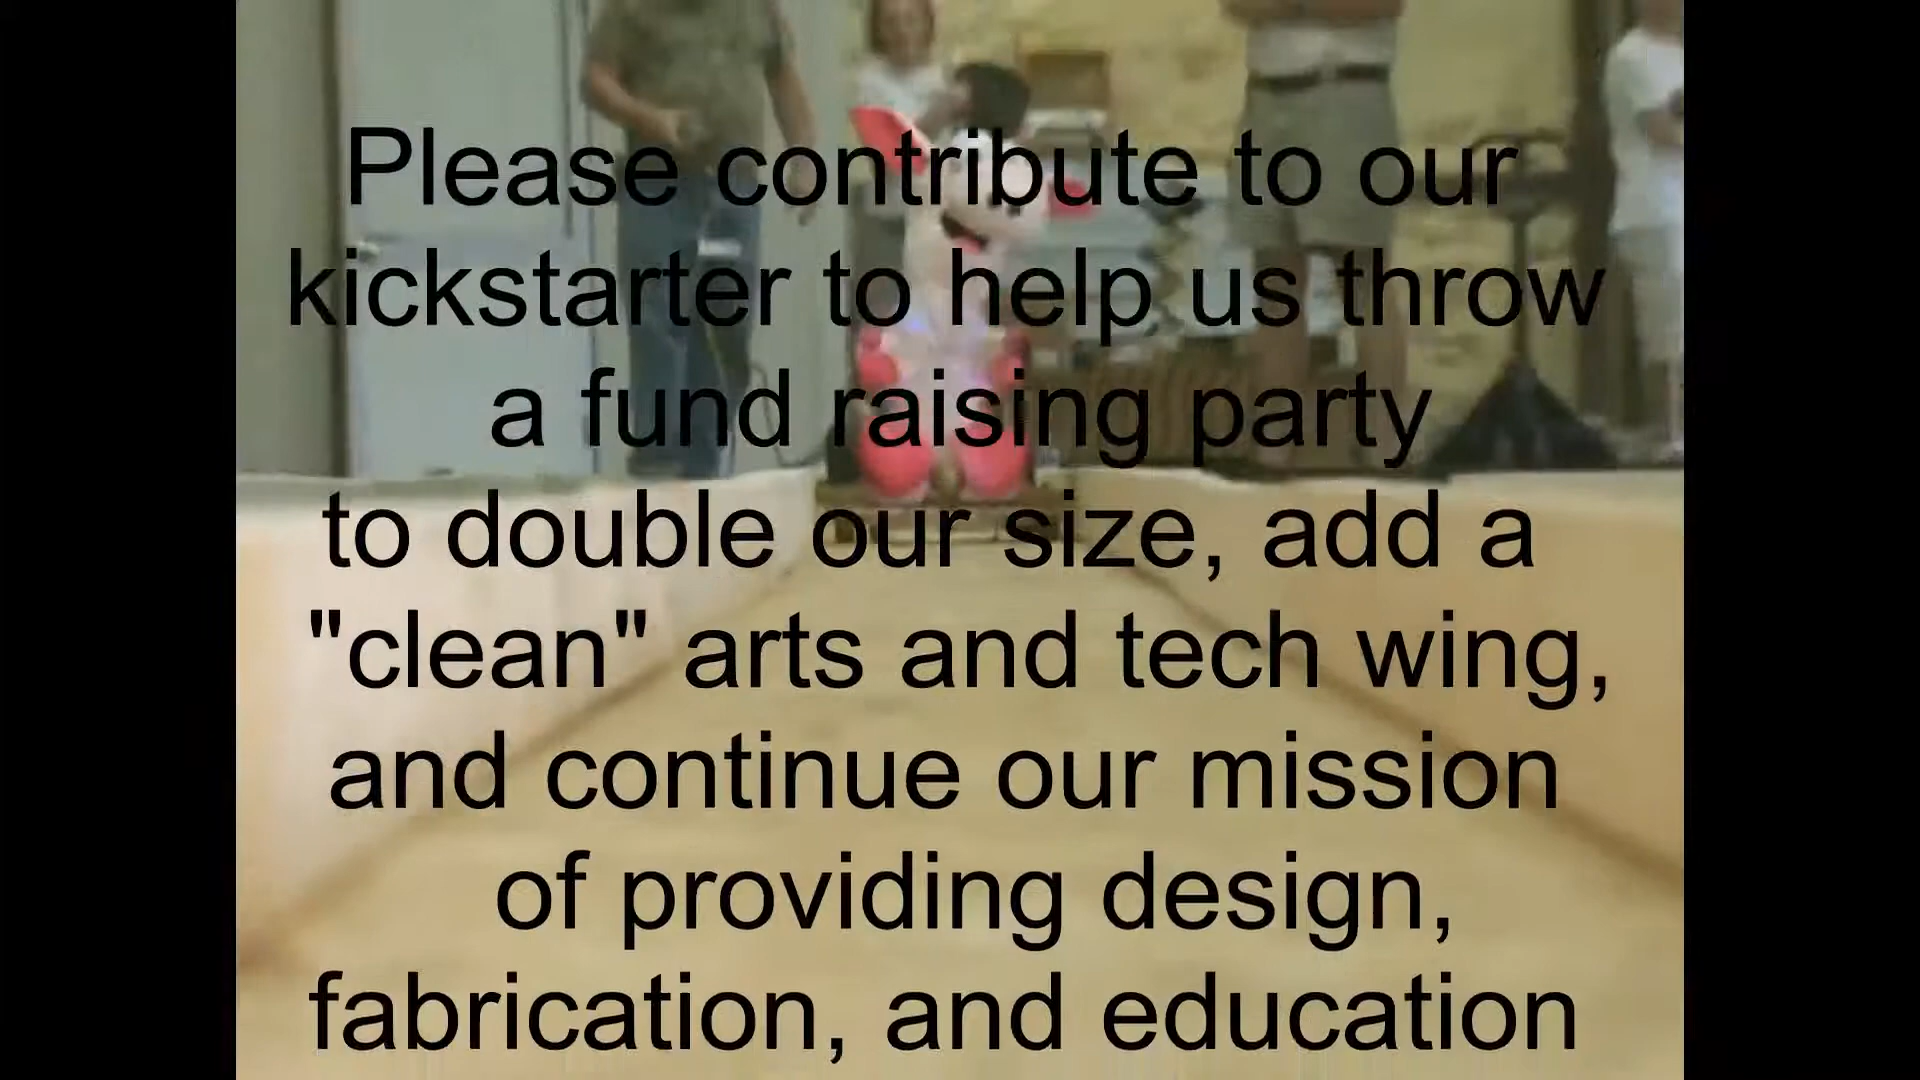 Please contribute to our
kickstarter to help us throw
a fund raising party
to double our size, add a
"clean" arts and tech wing,
and continue our mission
of providing design,
fabrication, and education